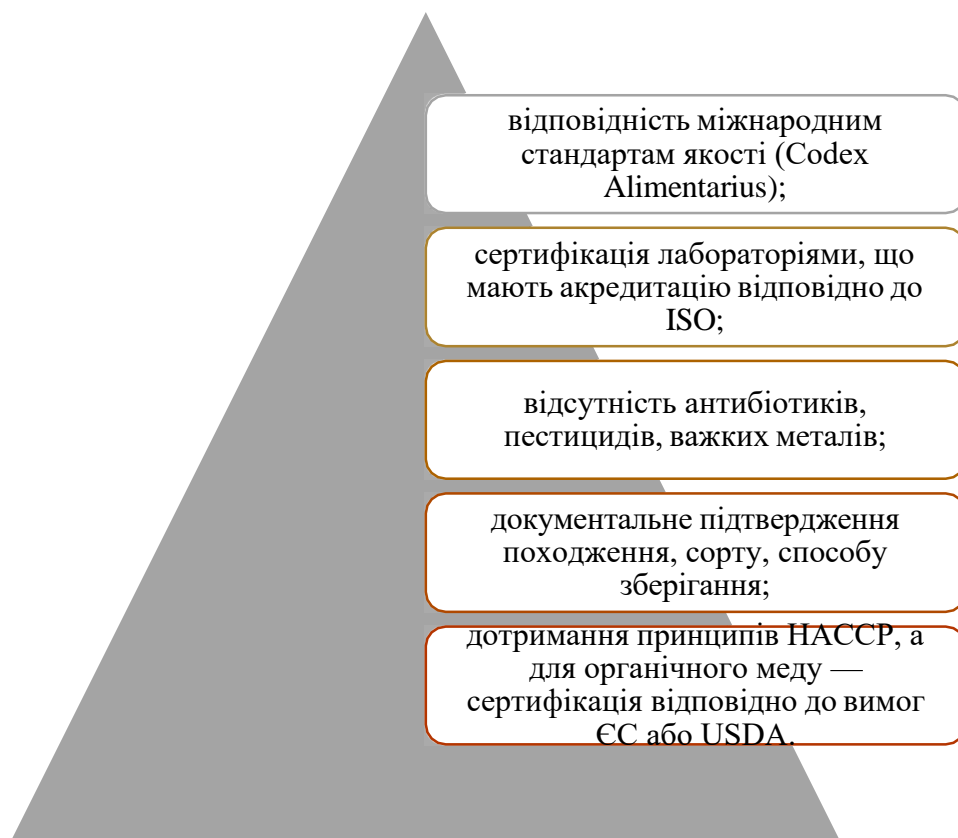 відповідність міжнародним
стандартам якості (Codex
Alimentarius);
сертифікація лабораторіями, що
мають акредитацію відповідно до
ISO;
відсутність антибіотиків,
пестицидів, важких металів;
документальне підтвердження
походження, сорту, способу
зберігання;
дотримання принципів HACCP, а
для органічного меду —
сертифікація відповідно до вимог
ЄС або USDA.